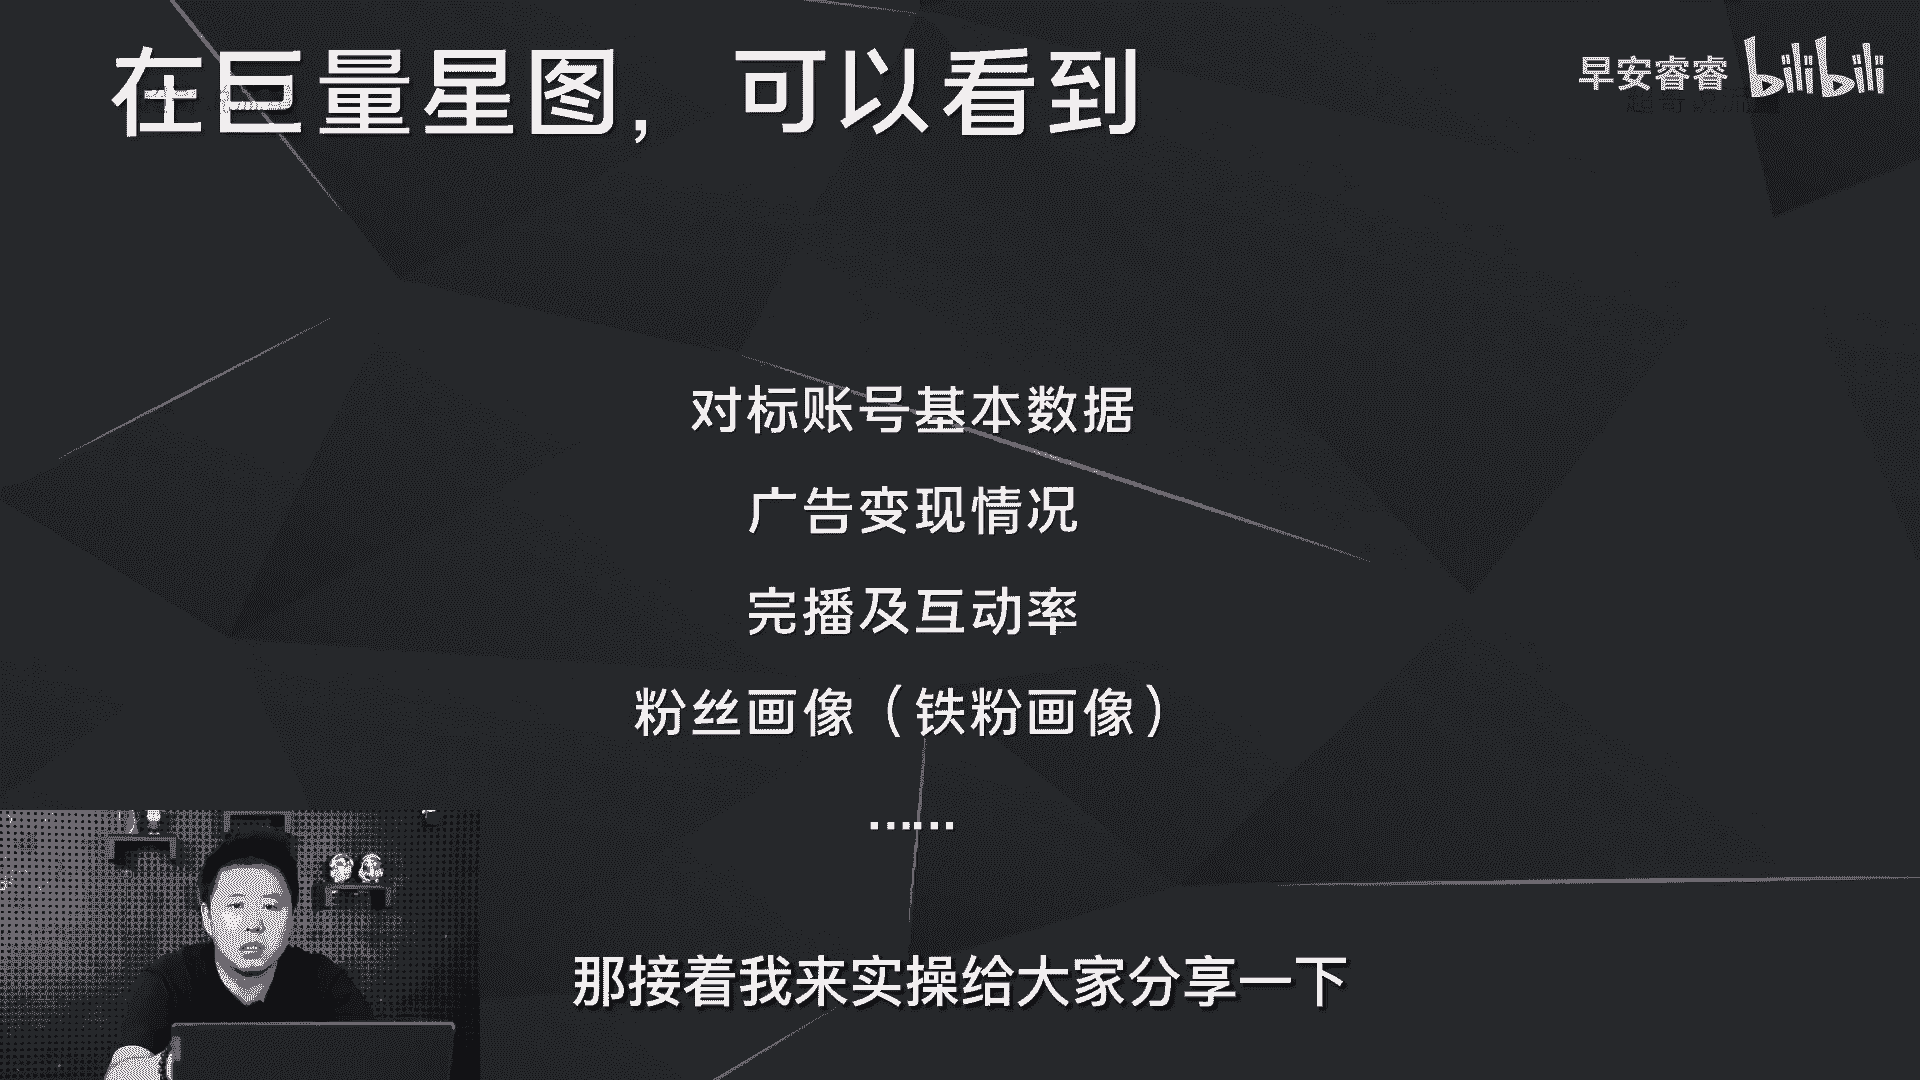 在巨量星图，可以看到
早安睿睿 bilibili
对标账号基本数据
广告变现情况
完播及互动率
粉丝画像（铁粉画像）
……
那接着我来实操给大家分享一下